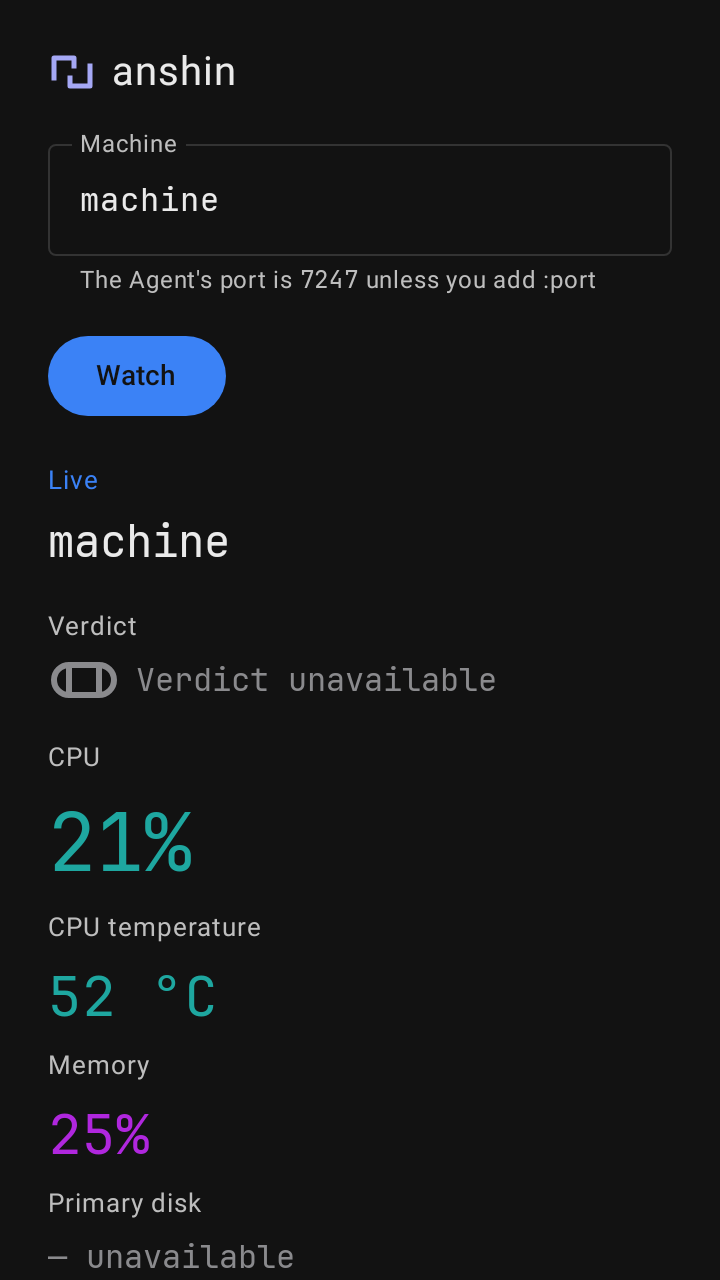 anshin
Machine
machine
The Agent's port is 7247 unless you add :port
Watch
Live
machine
Verdict
Verdict unavailable
CPU
21%
CPU temperature
52 °C
Memory
25%
Primary disk
— unavailable